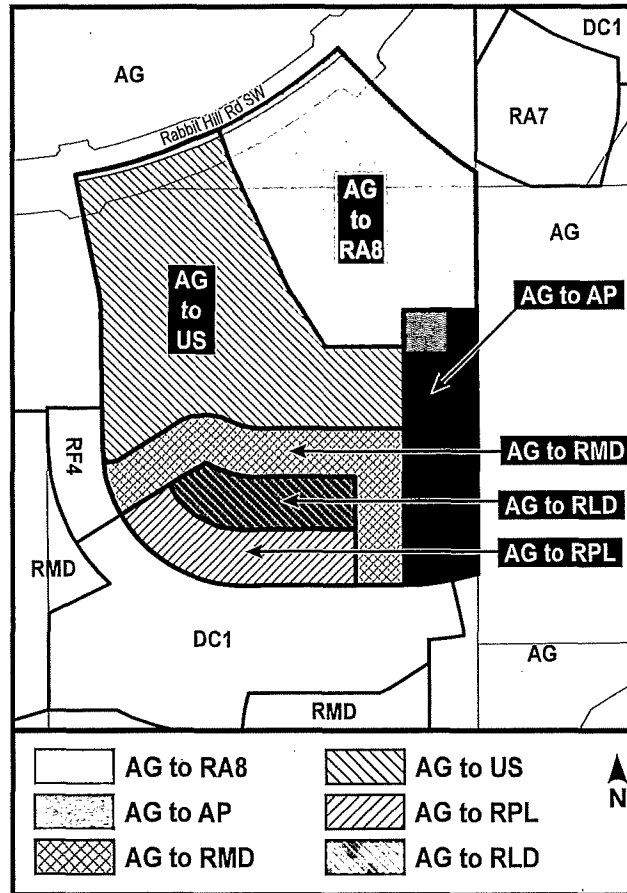 DC1
AG
Rabbit Hill Rd SW
RA7
AG
to
RA8
AG
AG
to
US
AG to AP
RF4
AG to RMD
AG to RLD
AG to RPL
RMD
DC1
AG
RMD
AG to RA8
AG to US
AG to AP
AG to RPL
AG to RMD
AG to RLD
N